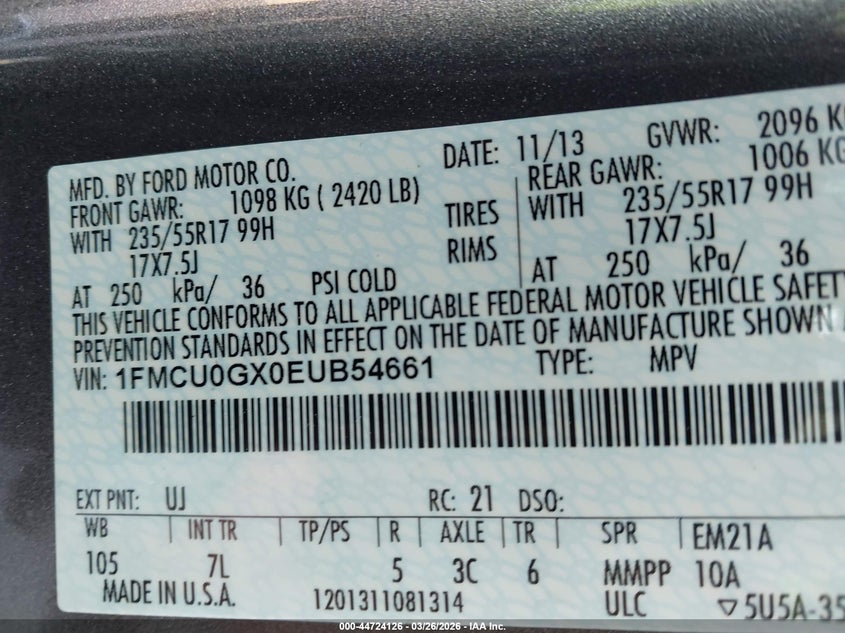 MFD. BY FORD MOTOR CO. DATE: 11/13 GVWR: 2096 K
FRONT GAWR: 1098 KG ( 2420 LB) REAR GAWR: 1006 KG
WITH 235/55R17 99H TIRES WITH 235/55R17 99H
17X7.5J RIMS 17X7.5J
AT 250 kPa/ 36 PSI COLD AT 250 kPa/ 36
THIS VEHICLE CONFORMS TO ALL APPLICABLE FEDERAL MOTOR VEHICLE SAFETY
PREVENTION STANDARDS IN EFFECT ON THE DATE OF MANUFACTURE SHOWN
VIN: 1FMCU0GX0EUB54661 TYPE: MPV
EXT PNT: UJ RC: 21 DSO:
WB INT TR TP/PS R AXLE TR SPR EM21A
105 7L 5 3C 6 MMPP 10A
MADE IN U.S.A. 1201311081314 ULC ▽5U5A-35
000-44724126 | 03/26/2026 | IAA Inc.